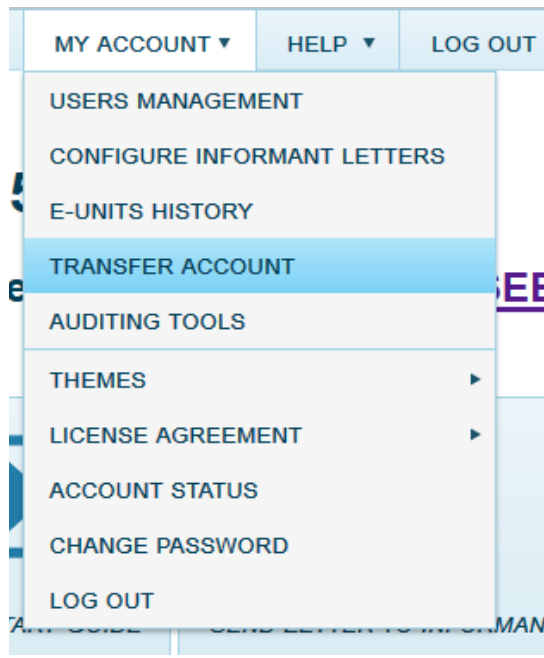 MY ACCOUNT ▼ HELP ▼ LOG OUT
USERS MANAGEMENT
CONFIGURE INFORMANT LETTERS
E-UNITS HISTORY
TRANSFER ACCOUNT
AUDITING TOOLS
THEMES ►
LICENSE AGREEMENT ►
ACCOUNT STATUS
CHANGE PASSWORD
LOG OUT